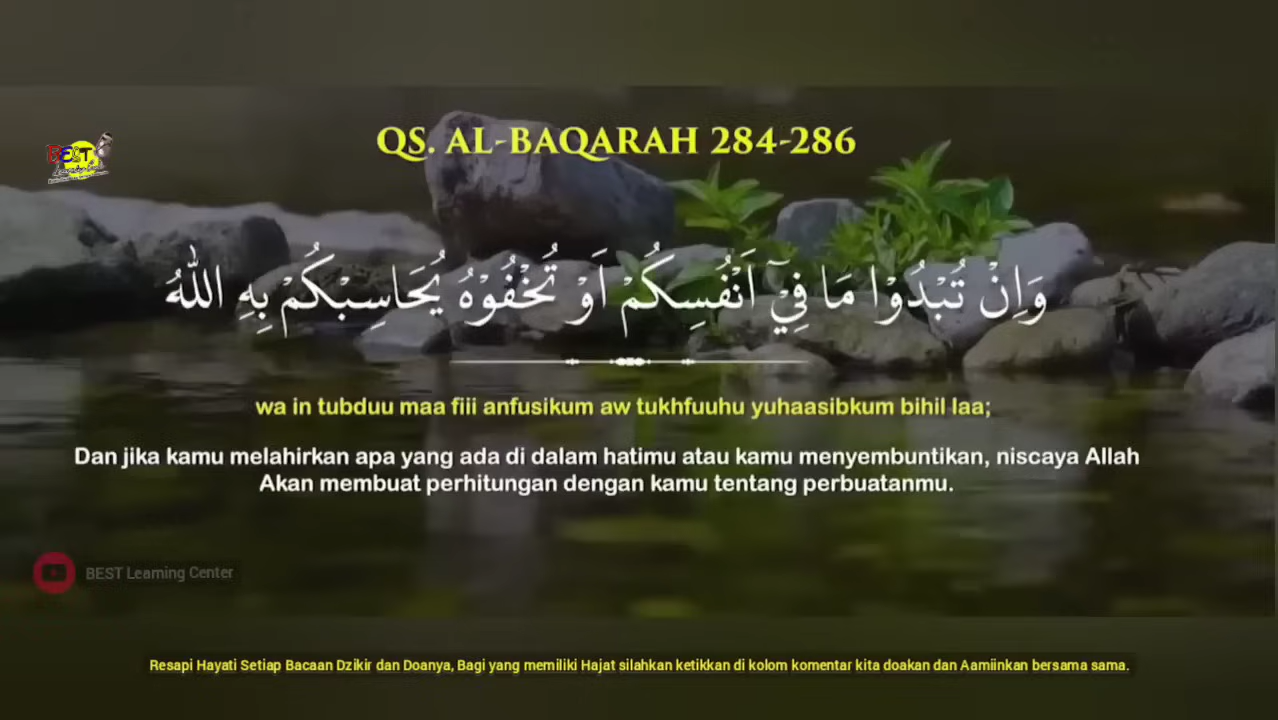 QS. AL-BAQARAH 284-286
BEST
وَاِنْ تُبْدُوْا مَا فِيْٓ اَنْفُسِكُمْ اَوْ تُخْفُوْهُ يُحَاسِبْكُمْ بِهِ اللّٰهُ
wa in tubduu maa fiii anfusikum aw tukhfuuhu yuhaasibkum bihil laa;
Dan jika kamu melahirkan apa yang ada di dalam hatimu atau kamu menyembuntikan, niscaya Allah
Akan membuat perhitungan dengan kamu tentang perbuatanmu.
BEST Learning Center
Resapi Hayati Setiap Bacaan Dzikir dan Doanya, Bagi yang memiliki Hajat silahkan ketikkan di kolom komentar kita doakan dan Aamiinkan bersama sama.